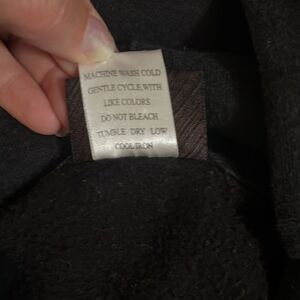 MACHINE WASH COLD
GENTLE CYCLE,WITH
LIKE COLORS
DO NOT BLEACH
TUMBLE DRY LOW
COOL IRON